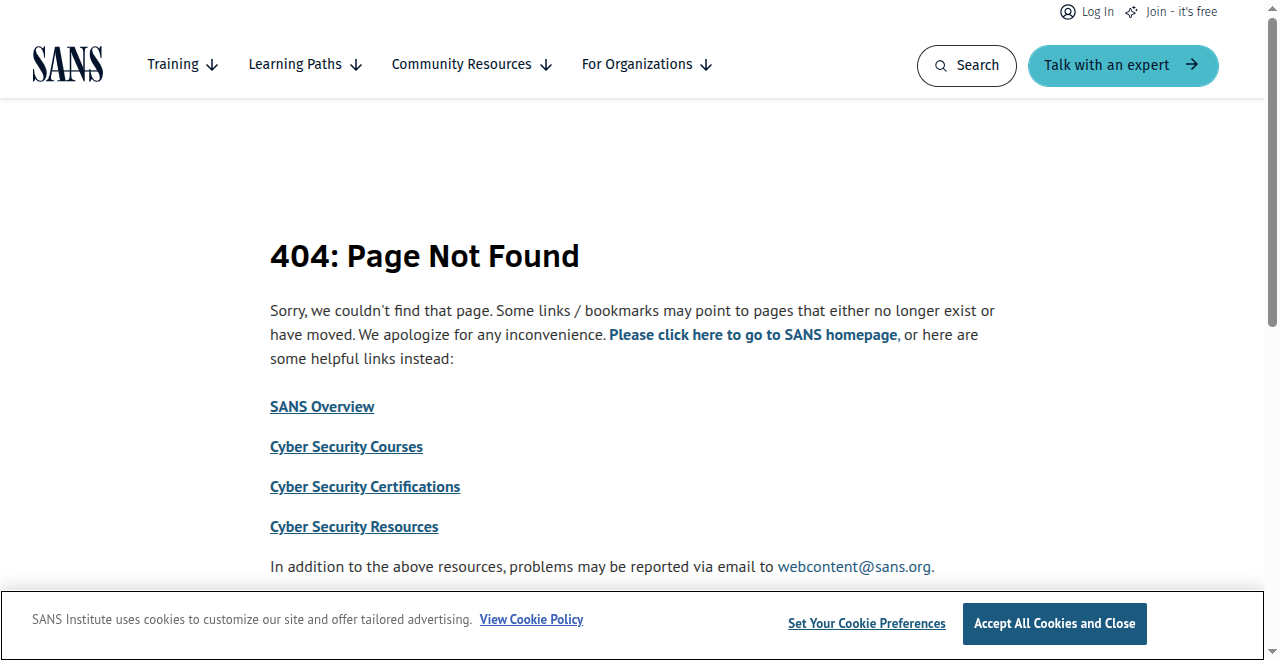 Log In Join - it's free
SANS Training Learning Paths Community Resources For Organizations Search Talk with an expert
404: Page Not Found
Sorry, we couldn't find that page. Some links / bookmarks may point to pages that either no longer exist or
have moved. We apologize for any inconvenience. Please click here to go to SANS homepage, or here are
some helpful links instead:
SANS Overview
Cyber Security Courses
Cyber Security Certifications
Cyber Security Resources
In addition to the above resources, problems may be reported via email to webcontent@sans.org.
SANS Institute uses cookies to customize our site and offer tailored advertising. View Cookie Policy Set Your Cookie Preferences Accept All Cookies and Close